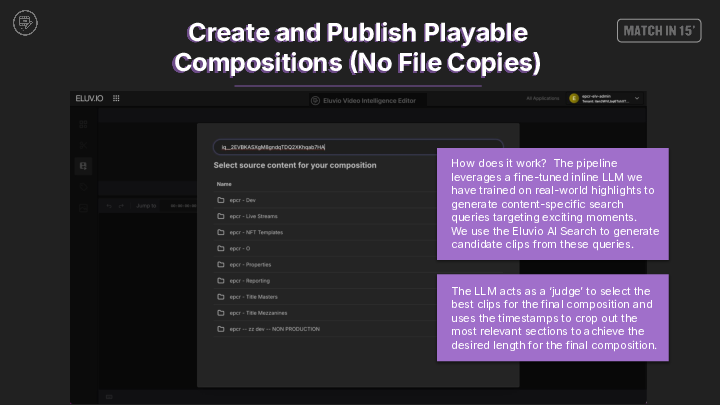 Create and Publish Playable
Compositions (No File Copies)
MATCH IN 15'
ELUV.IO
Eluvio Video Intelligence Editor
All Applications
epcr-elv-admin
Jump to
Select source content for your composition
Name
epcr - Dev
epcr - Live Streams
epcr - NFT Templates
epcr - O
epcr - Properties
epcr - Reporting
epcr - Title Masters
epcr - Title Mezzanines
epcr -- zz dev -- NON PRODUCTION
How does it work? The pipeline
leverages a fine-tuned inline LLM we
have trained on real-world highlights to
generate content-specific search
queries targeting exciting moments.
We use the Eluvio AI Search to generate
candidate clips from these queries.
The LLM acts as a ‘judge’ to select the
best clips for the final composition and
uses the timestamps to crop out the
most relevant sections to achieve the
desired length for the final composition.